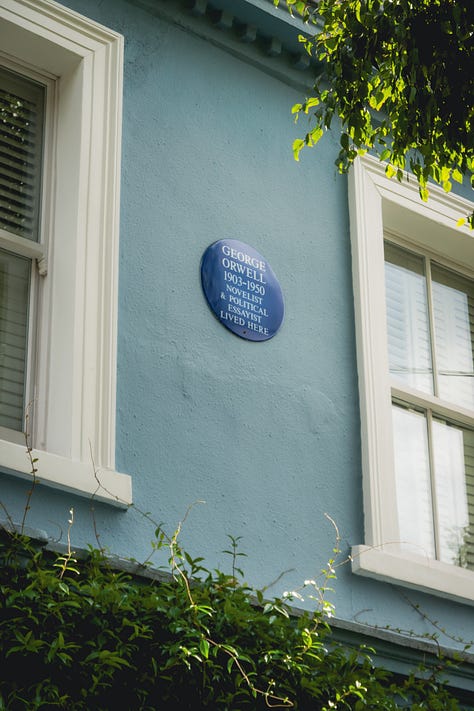 GEORGE
ORWELL
1903-1950
NOVELIST
& POLITICAL
ESSAYIST
LIVED HERE